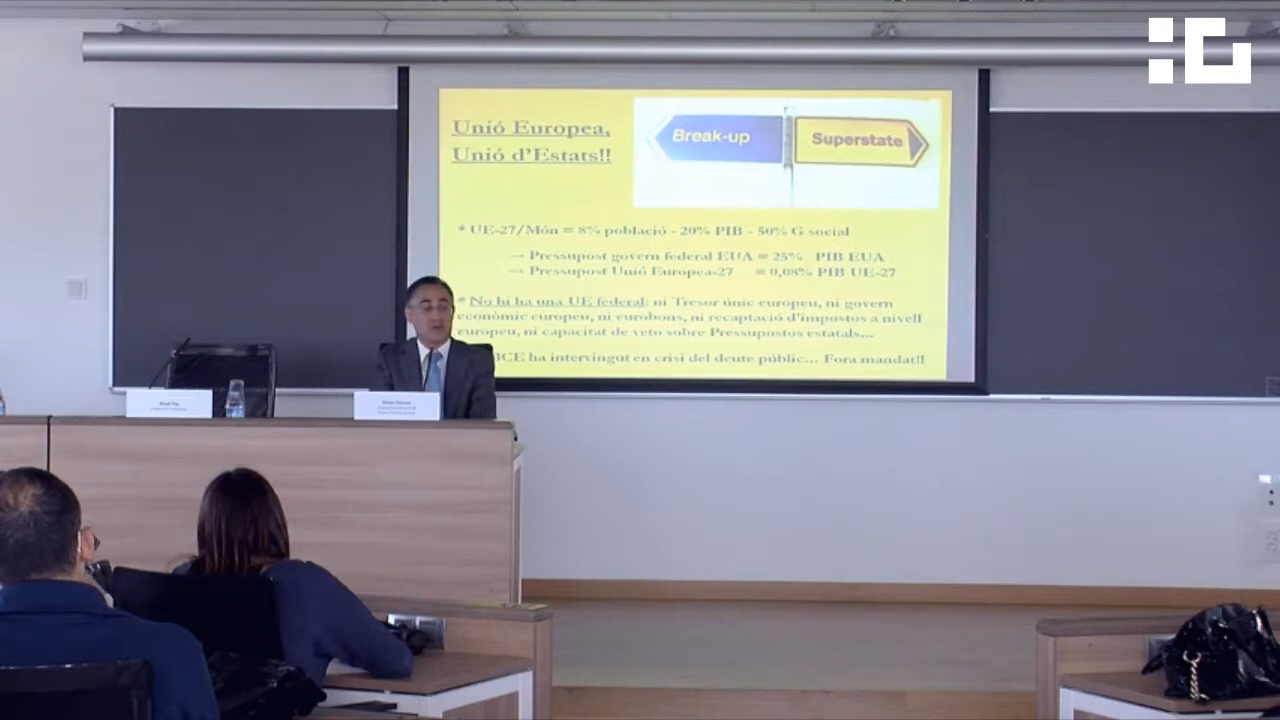 Unió Europea,
Unió d'Estats!!
Break-up
Superstate
* UE-27/Món = 8% població - 20% PIB - 50% G social
→ Pressupost govern federal EUA = 25% PIB EUA
→ Pressupost Unió Europea-27 = 0,08% PIB UE-27
* No hi ha una UE federal: ni Tresor únic europeu, ni govern
econòmic europeu, ni eurobons, ni recaptació d'impostos a nivell
europeu, ni capacitat de veto sobre Pressupostos estatals...
BCE ha intervingut en crisi del deute públic... Fora mandat!!